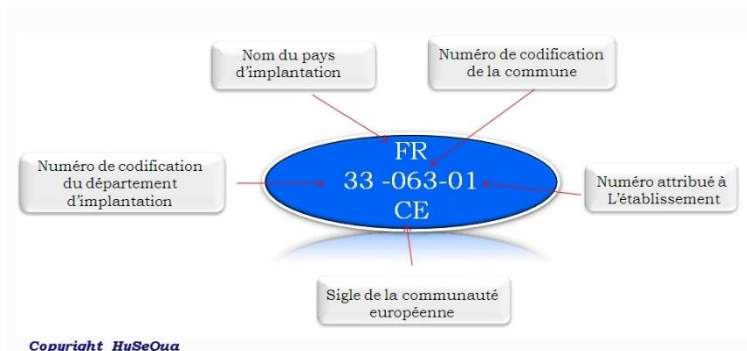 Nom du pays
d'implantation
Numéro de codification
de la commune
Numéro de codification
du département
d'implantation
FR
33 -063-01
CE
Numéro attribué à
L'établissement
Sigle de la communauté
européenne
Copyright HySeQua